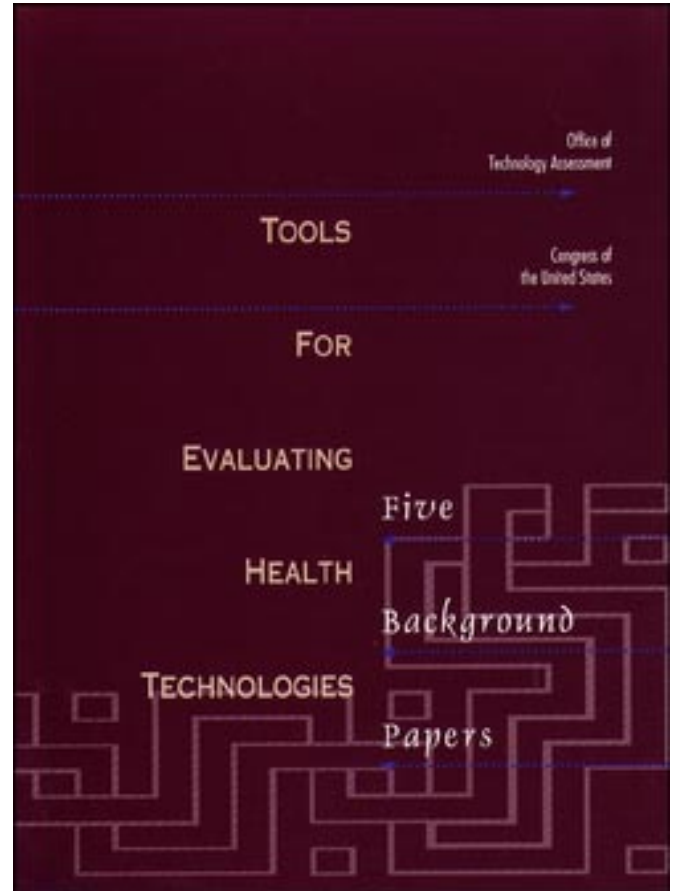 Office of
Technology Assessment
TOOLS
Congress of
the United States
FOR
EVALUATING
Five
HEALTH
Background
TECHNOLOGIES
Papers